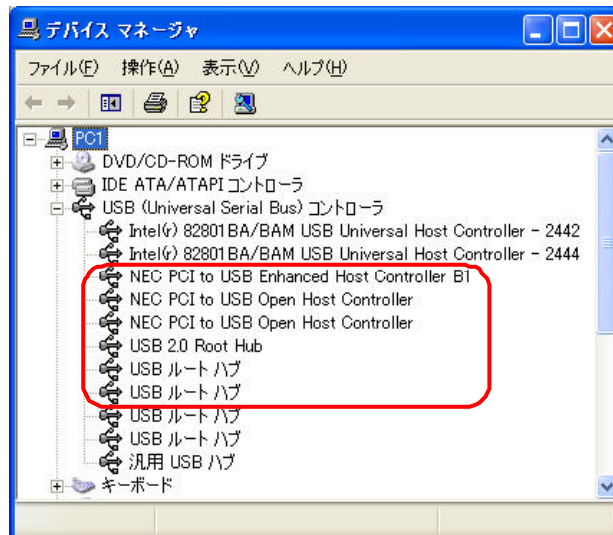 デバイス マネージャ
ファイル(F) 操作(A) 表示(V) ヘルプ(H)
PC1
DVD/CD-ROM ドライブ
IDE ATA/ATAPI コントローラ
USB (Universal Serial Bus) コントローラ
Intel(r) 82801BA/BAM USB Universal Host Controller - 2442
Intel(r) 82801BA/BAM USB Universal Host Controller - 2444
NEC PCI to USB Enhanced Host Controller B1
NEC PCI to USB Open Host Controller
NEC PCI to USB Open Host Controller
USB 2.0 Root Hub
USB ルート ハブ
USB ルート ハブ
USB ルート ハブ
USB ルート ハブ
汎用 USB ハブ
キーボード